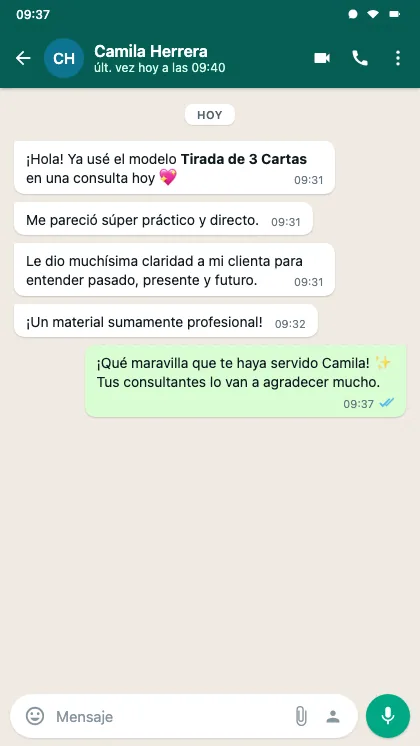 09:37
CH
Camila Herrera
últ. vez hoy a las 09:40
HOY
¡Hola! Ya usé el modelo Tirada de 3 Cartas
en una consulta hoy 💖
09:31
Me pareció súper práctico y directo. 09:31
Le dio muchísima claridad a mi clienta para
entender pasado, presente y futuro. 09:31
¡Un material sumamente profesional! 09:32
¡Qué maravilla que te haya servido Camila! ✨
Tus consultantes lo van a agradecer mucho.
09:37
Mensaje